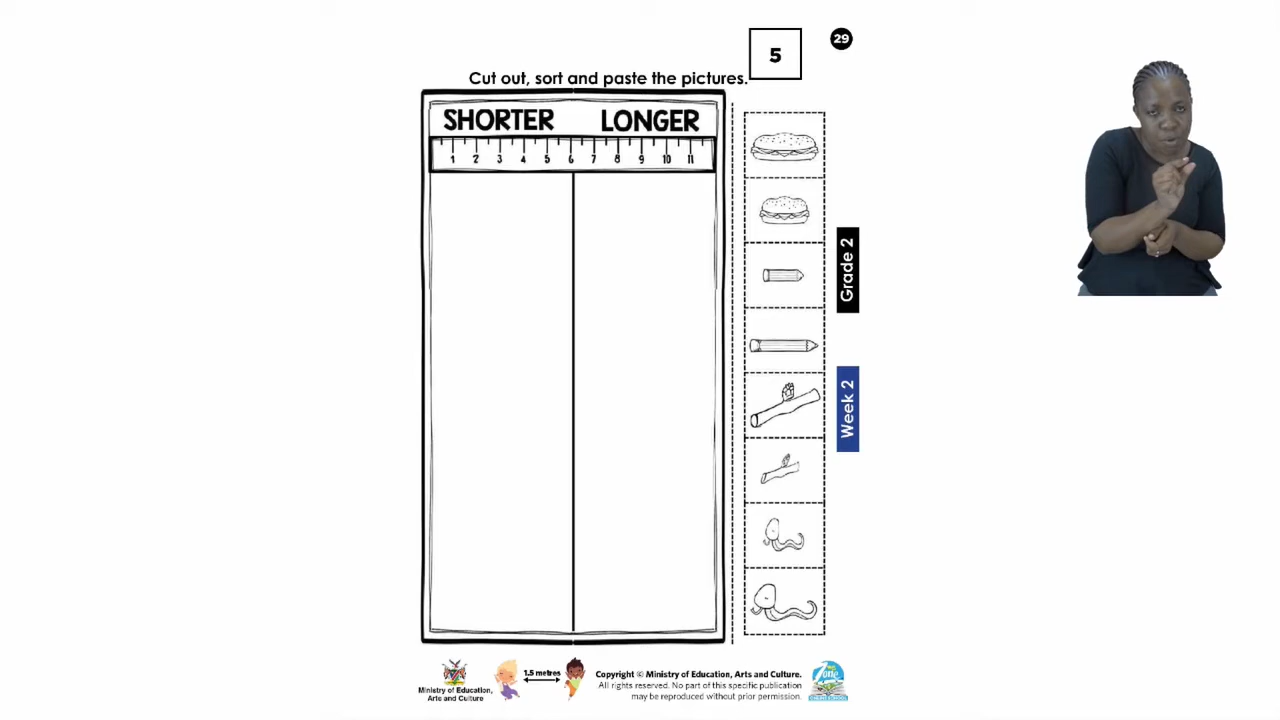 5
29
Cut out, sort and paste the pictures.
SHORTER LONGER
1 2 3 4 5 6 7 8 9 10 11
Grade 2
Week 2
Ministry of Education,
Arts and Culture
1.5 metres
Copyright © Ministry of Education, Arts and Culture.
All rights reserved. No part of this specific publication
may be reproduced without prior permission.
Zone